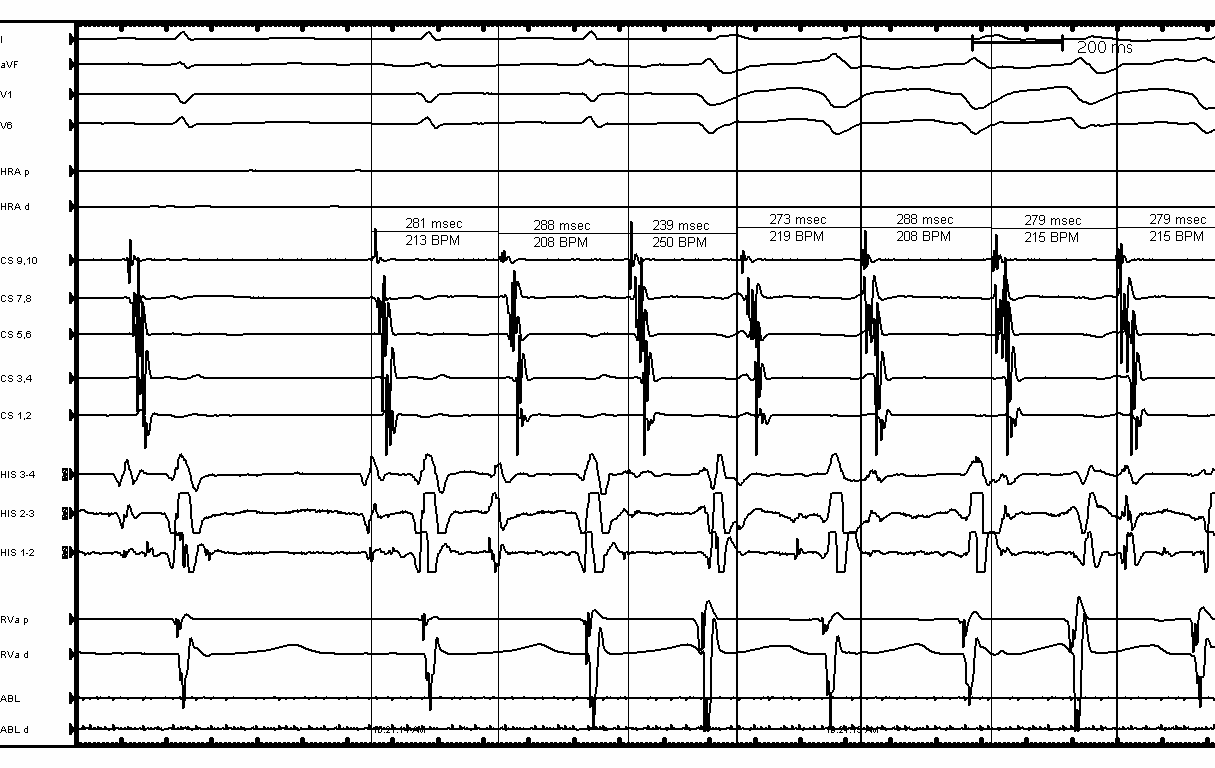 I
200 ms
aVF
V1
V6
HRA p
HRA d
281 msec
288 msec
239 msec
273 msec
288 msec
279 msec
279 msec
213 BPM
208 BPM
250 BPM
219 BPM
208 BPM
215 BPM
215 BPM
CS 9,10
CS 7,8
CS 5,6
CS 3,4
CS 1,2
HIS 3-4
HIS 2-3
HIS 1-2
RVa p
RVa d
ABL
ABL d